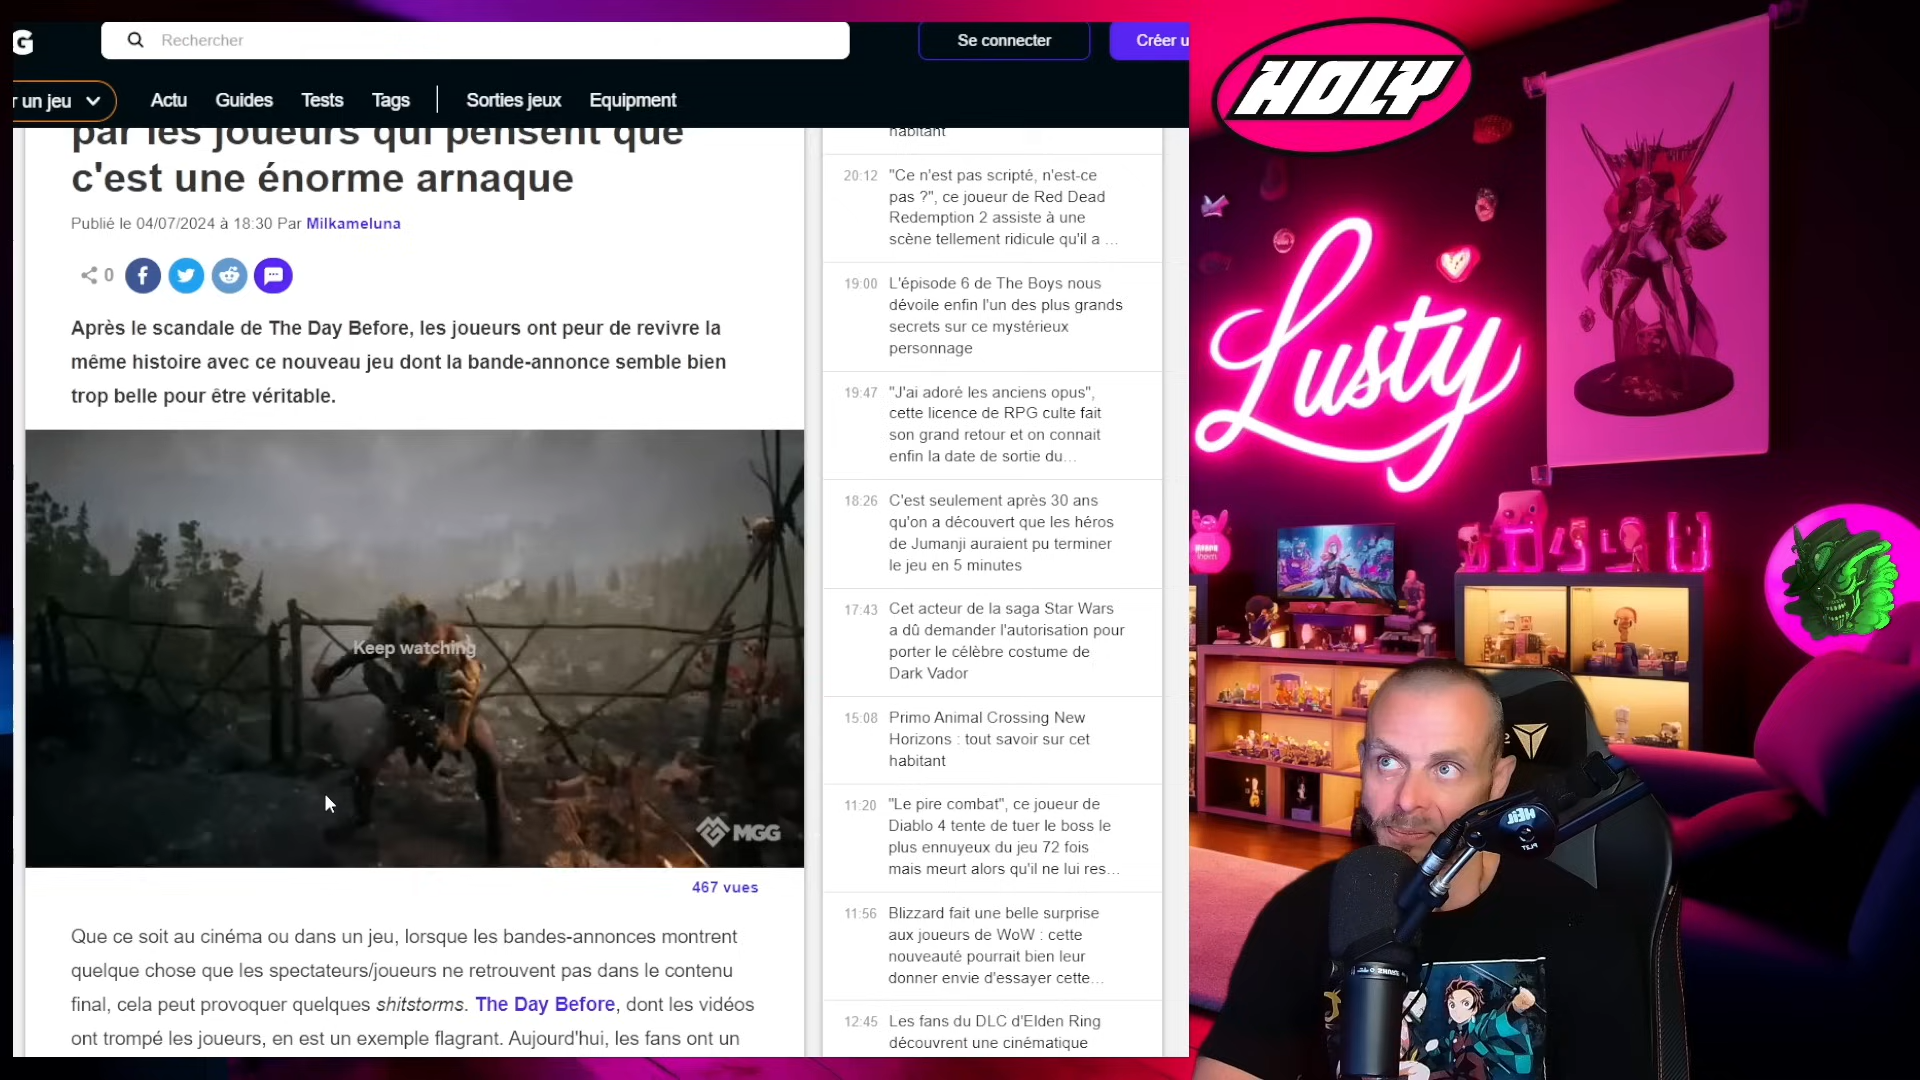 G
Rechercher
Se connecter
Créer u
r un jeu
Actu
Guides
Tests
Tags
Sorties jeux
Equipment
par les joueurs qui pensent que
c'est une énorme arnaque
Publié le 04/07/2024 à 18:30 Par Milkameluna
0
Après le scandale de The Day Before, les joueurs ont peur de revivre la
même histoire avec ce nouveau jeu dont la bande-annonce semble bien
trop belle pour être véritable.
Keep watching
MGG
467 vues
Que ce soit au cinéma ou dans un jeu, lorsque les bandes-annonces montrent
quelque chose que les spectateurs/joueurs ne retrouvent pas dans le contenu
final, cela peut provoquer quelques shitstorms. The Day Before, dont les vidéos
ont trompé les joueurs, en est un exemple flagrant. Aujourd'hui, les fans ont un
habitant
20:12 "Ce n'est pas scripté, n'est-ce
pas ?", ce joueur de Red Dead
Redemption 2 assiste à une
scène tellement ridicule qu'il a ...
19:00 L'épisode 6 de The Boys nous
dévoile enfin l'un des plus grands
secrets sur ce mystérieux
personnage
19:47 "J'ai adoré les anciens opus",
cette licence de RPG culte fait
son grand retour et on connait
enfin la date de sortie du...
18:26 C'est seulement après 30 ans
qu'on a découvert que les héros
de Jumanji auraient pu terminer
le jeu en 5 minutes
17:43 Cet acteur de la saga Star Wars
a dû demander l'autorisation pour
porter le célèbre costume de
Dark Vador
15:08 Primo Animal Crossing New
Horizons : tout savoir sur cet
habitant
11:20 "Le pire combat", ce joueur de
Diablo 4 tente de tuer le boss le
plus ennuyeux du jeu 72 fois
mais meurt alors qu'il ne lui res...
11:56 Blizzard fait une belle surprise
aux joueurs de WoW : cette
nouveauté pourrait bien leur
donner envie d'essayer cette...
12:45 Les fans du DLC d'Elden Ring
découvrent une cinématique
HOLY
Lusty